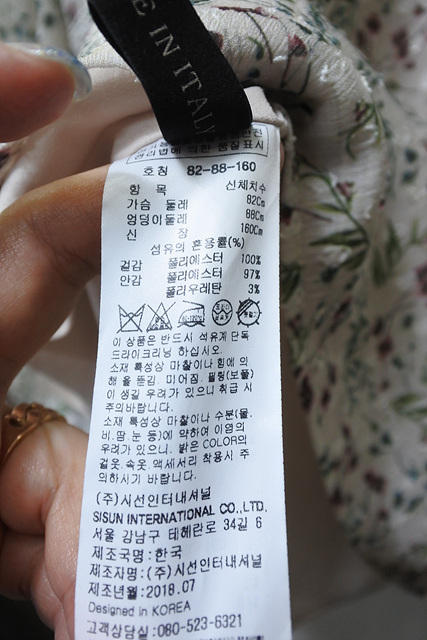 E IN ITALY
관리법에 의한 품질표시
호칭 82-88-160
항 목 신체치수
가슴 둘레 82Cm
엉덩이둘레 88Cm
신 장 160Cm
섬유의 혼용률(%)
겉감 폴리에스터 100%
안감 폴리에스터 97%
폴리우레탄 3%
이 상품은 반드시 석유계 단독
드라이크리닝 하십시오.
소재 특성상 마찰이나 힘에 의
해 올 뜯김, 미어짐, 필링(보풀)
이 생길 우려가 있으니 취급 시
주의바랍니다.
소재 특성상 마찰이나 수분(물,
비,땀,눈 등)에 약하여 이염의
우려가 있으니, 밝은 COLOR의
겉옷, 속옷, 액세서리 착용시 주
의하시기 바랍니다.
(주)시선인터내셔널
SISUN INTERNATIONAL CO.,LTD.
서울 강남구 테헤란로 34길 6
제조국명:한국
제조자명:(주)시선인터내셔널
제조년월:2018.07
Designed in KOREA
고객상담실:080-523-6321